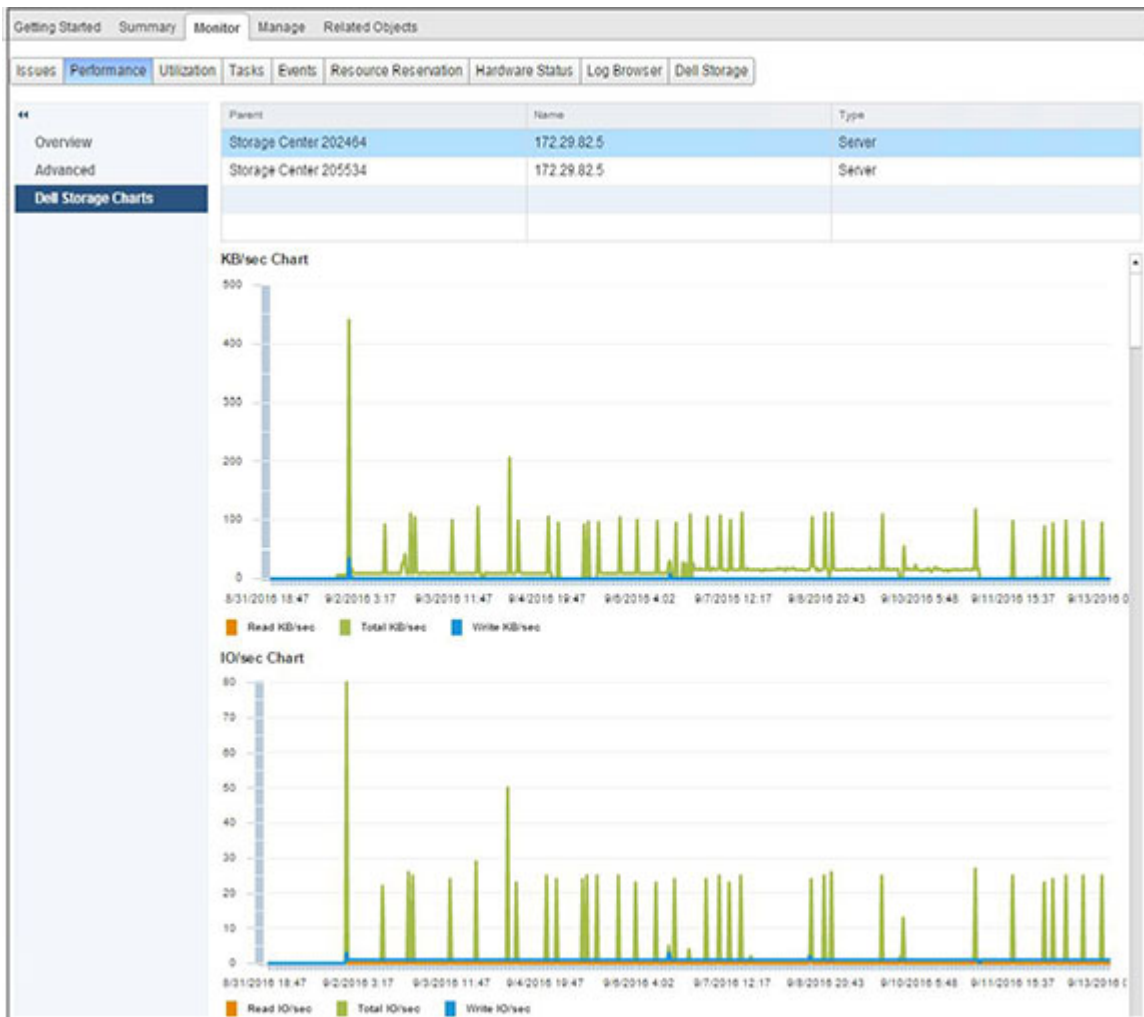 Getting Started Summary Monitor Manage Related Objects
Issues Performance Utilization Tasks Events Resource Reservation Hardware Status Log Browser Dell Storage
Parent Name Type
Overview Storage Center 202464 172.29.82.5 Server
Advanced Storage Center 205534 172.29.82.5 Server
Dell Storage Charts
KB/sec Chart
500
400
300
200
100
0
8/31/2016 18:47 9/2/2016 3:17 9/3/2016 11:47 9/4/2016 19:47 9/6/2016 4:02 9/7/2016 12:17 9/8/2016 20:43 9/10/2016 5:48 9/11/2016 15:37 9/13/2016 0
Read KB/sec Total KB/sec Write KB/sec
IO/sec Chart
80
70
60
50
40
30
20
10
0
8/31/2016 18:47 9/2/2016 3:17 9/3/2016 11:47 9/4/2016 19:47 9/6/2016 4:02 9/7/2016 12:17 9/8/2016 20:43 9/10/2016 5:48 9/11/2016 15:37 9/13/2016
Read IO/sec Total IO/sec Write IO/sec